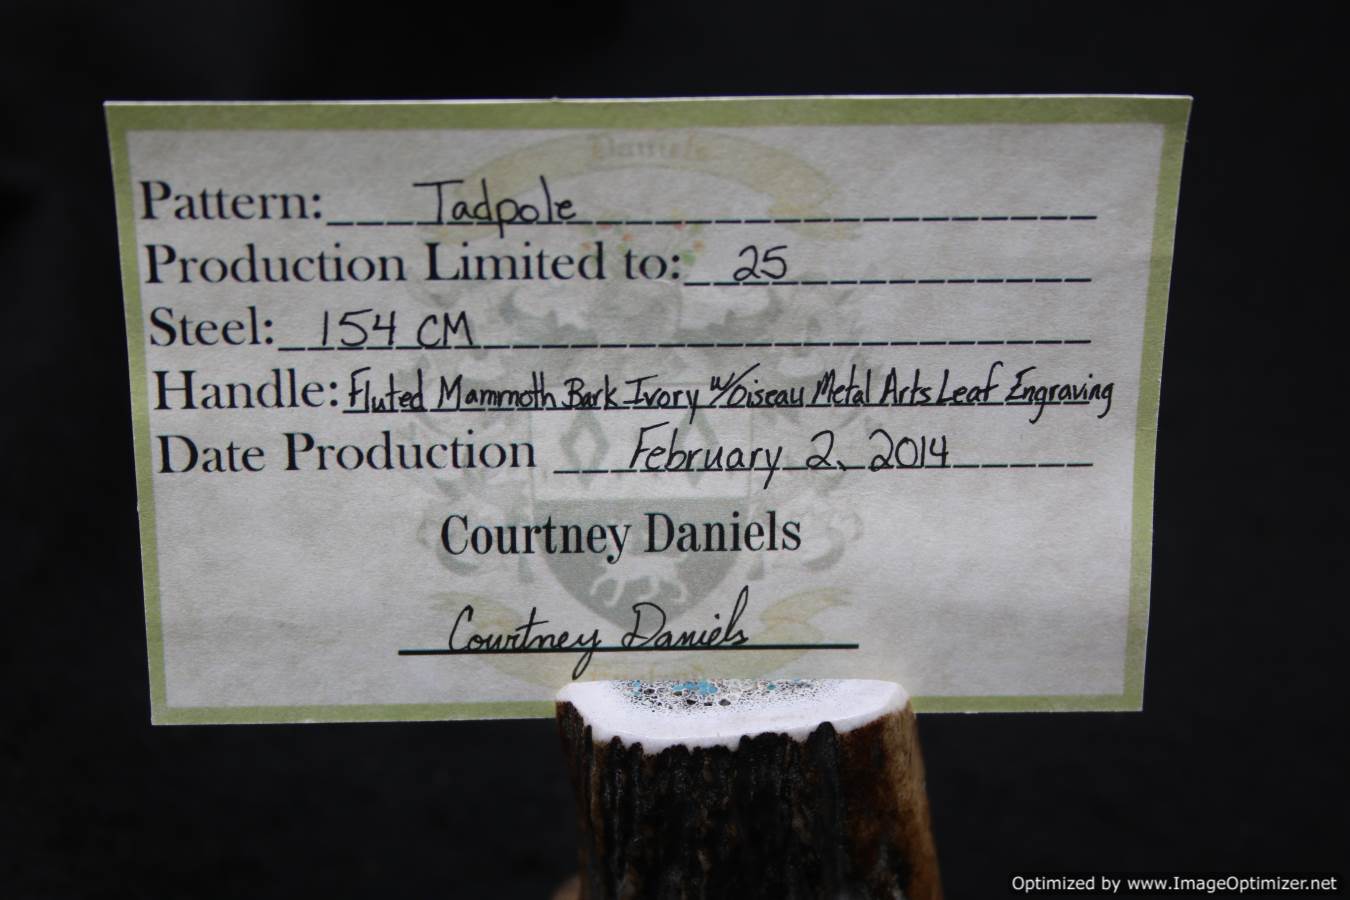 Daniels
Pattern: Tadpole
Production Limited to: 25
Steel: 154 CM
Handle: Fluted Mammoth Bark Ivory w/Oiseau Metal Arts Leaf Engraving
Date Production February 2, 2014
Courtney Daniels
Courtney Daniels
Optimized by www.ImageOptimizer.net